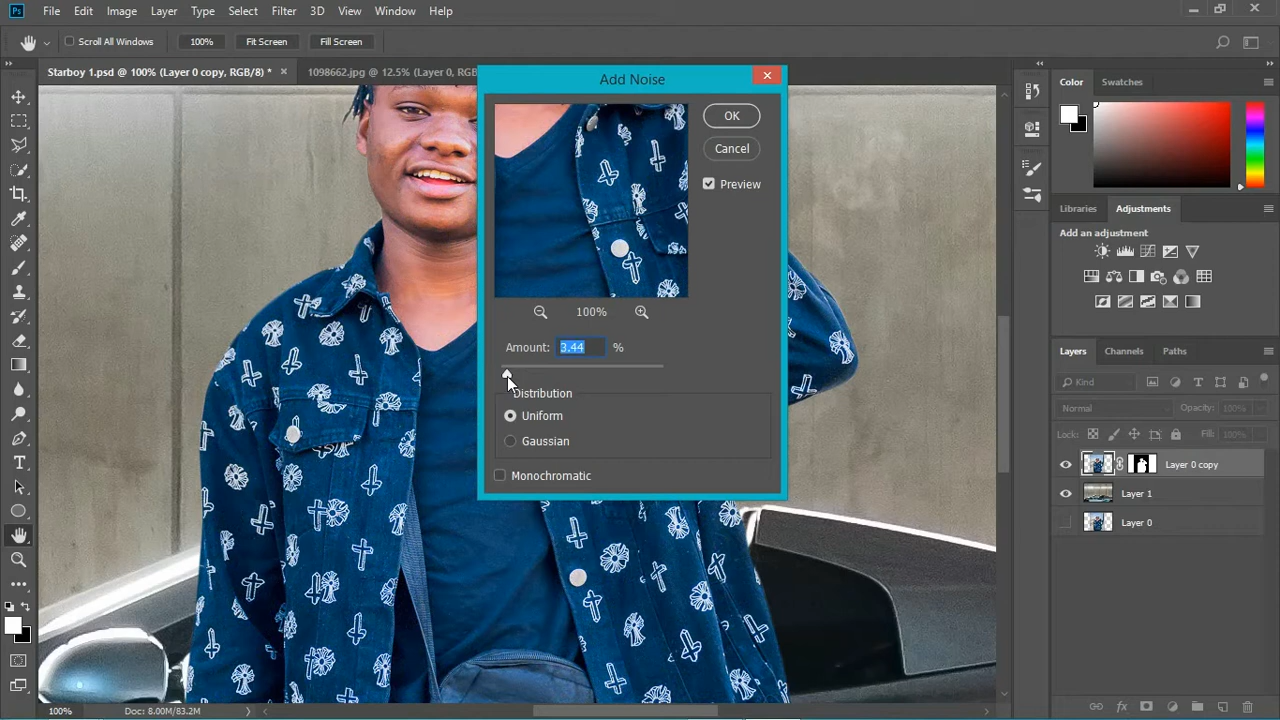 Ps File Edit Image Layer Type Select Filter 3D View Window Help
Scroll All Windows 100% Fit Screen Fill Screen
Starboy 1.psd @ 100% (Layer 0 copy, RGB/8) * × 1098662.jpg @ 12.5% (Layer 0, RGB
Add Noise
OK
Cancel
Preview
100%
Amount: 3.44 %
Distribution
Uniform
Gaussian
Monochromatic
Color Swatches
Libraries Adjustments
Add an adjustment
Layers Channels Paths
Kind
Normal Opacity: 100%
Lock: Fill: 100%
Layer 0 copy
Layer 1
Layer 0
100% Doc: 8.00M/83.2M